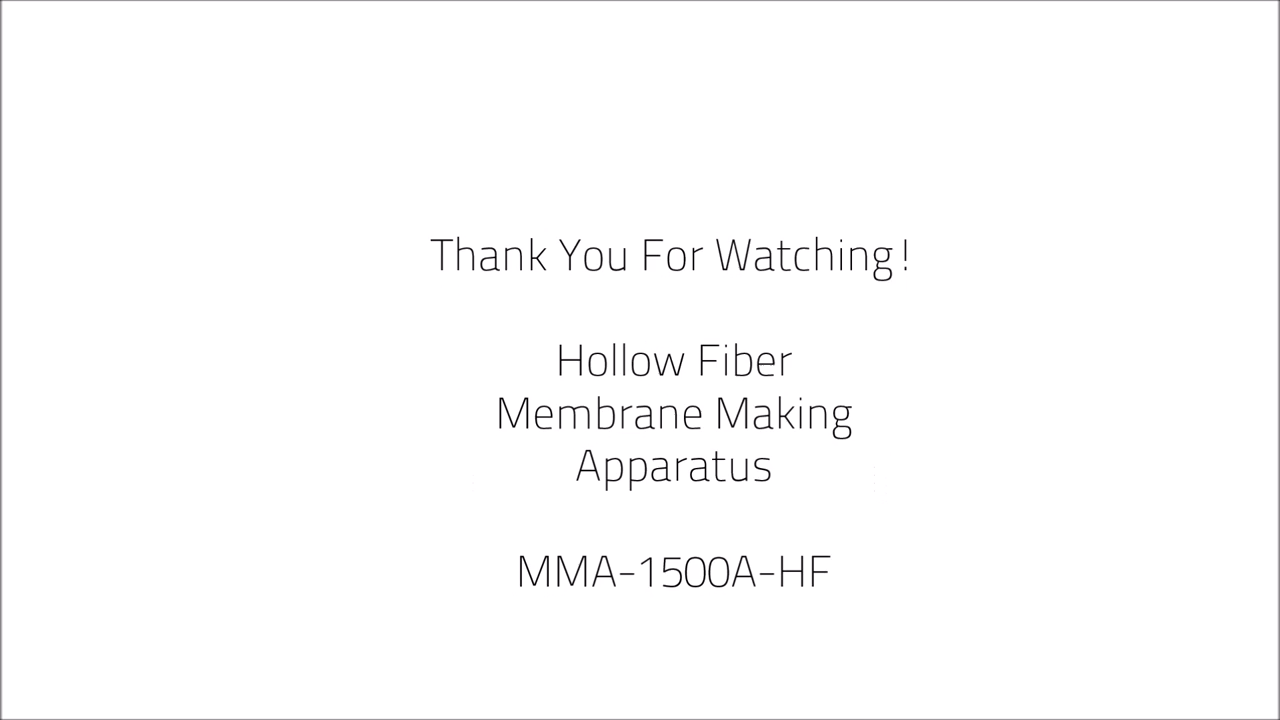 Thank You For Watching!
Hollow Fiber
Membrane Making
Apparatus
MMA-1500A-HF